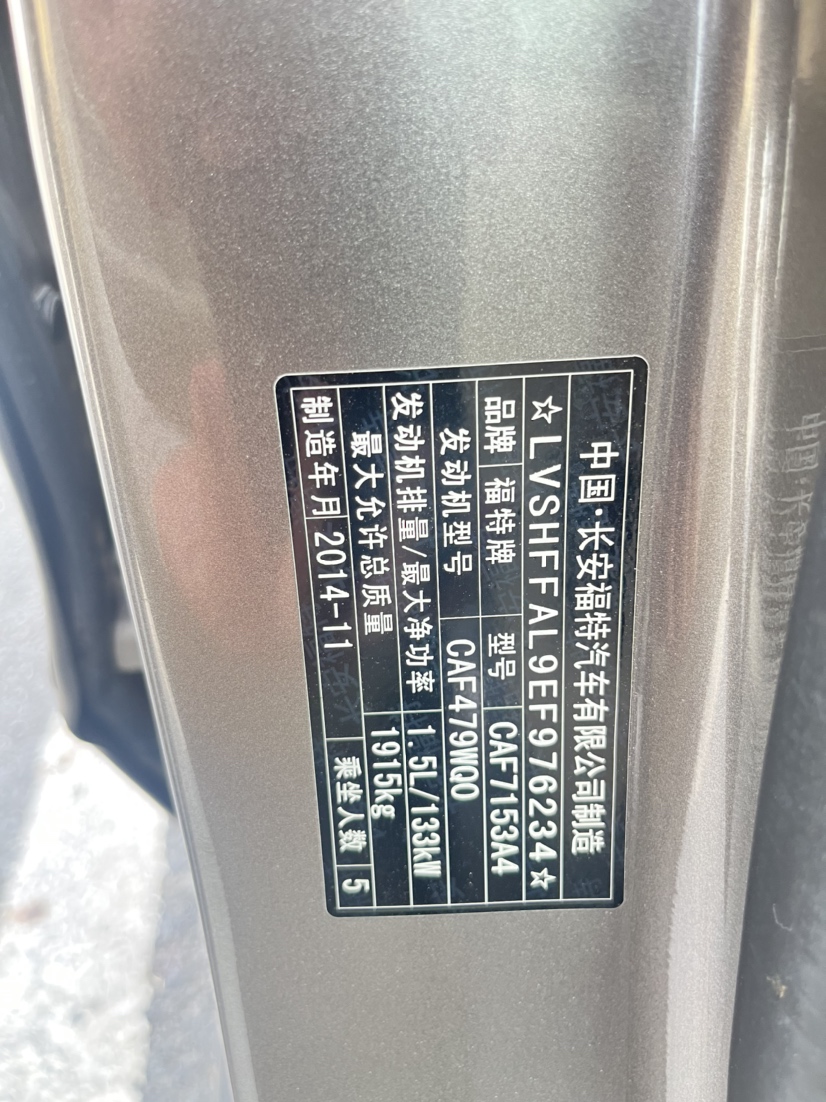 中国·长安福特汽车有限公司制造
☆LVSHFFAL9EF976234☆
品牌 福特牌 型号 CAF7153A4
发动机型号 CAF479WQ0
发动机排量/最大净功率 1.5L/133kW
最大允许总质量 1915kg
制造年月 2014-11 乘坐人数 5